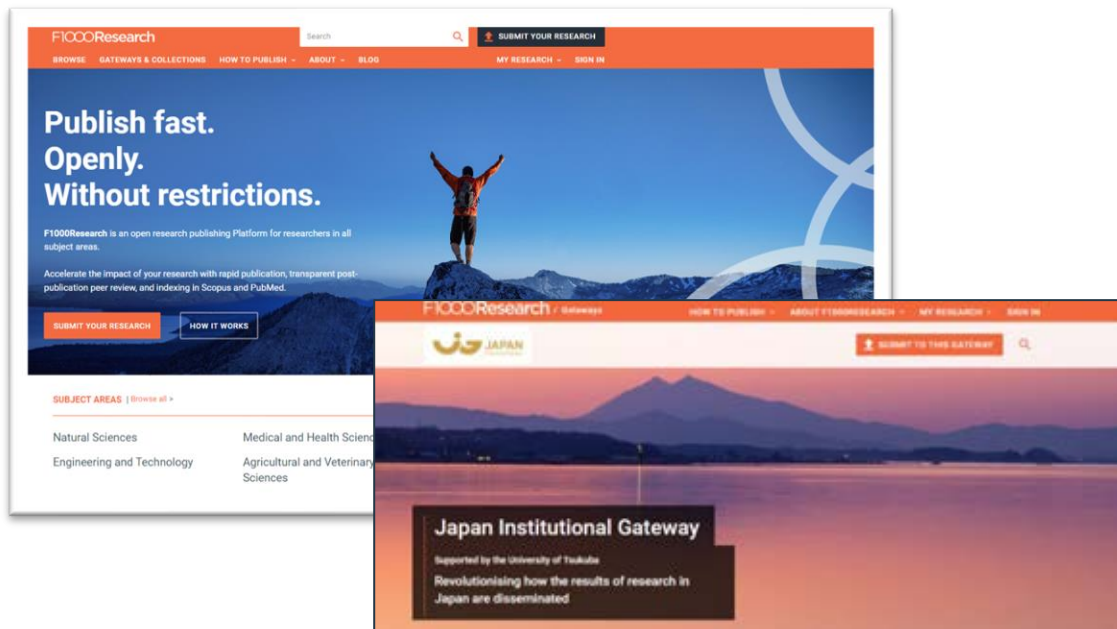 F1000Research
Search
SUBMIT YOUR RESEARCH
BROWSE GATEWAYS & COLLECTIONS HOW TO PUBLISH ABOUT BLOG MY RESEARCH SIGN IN
Publish fast.
Openly.
Without restrictions.
F1000Research is an open research publishing Platform for researchers in all
subject areas.
Accelerate the impact of your research with rapid publication, transparent post-
publication peer review, and indexing in Scopus and PubMed.
SUBMIT YOUR RESEARCH HOW IT WORKS
SUBJECT AREAS | Browse all >
Natural Sciences
Medical and Health Scienc
Engineering and Technology
Agricultural and Veterinary
Sciences
F1000Research / Gateways
HOW TO PUBLISH ABOUT F1000RESEARCH MY RESEARCH SIGN IN
JAPAN
SUBMIT TO THIS GATEWAY
Japan Institutional Gateway
Supported by the University of Tsukuba
Revolutionising how the results of research in
Japan are disseminated